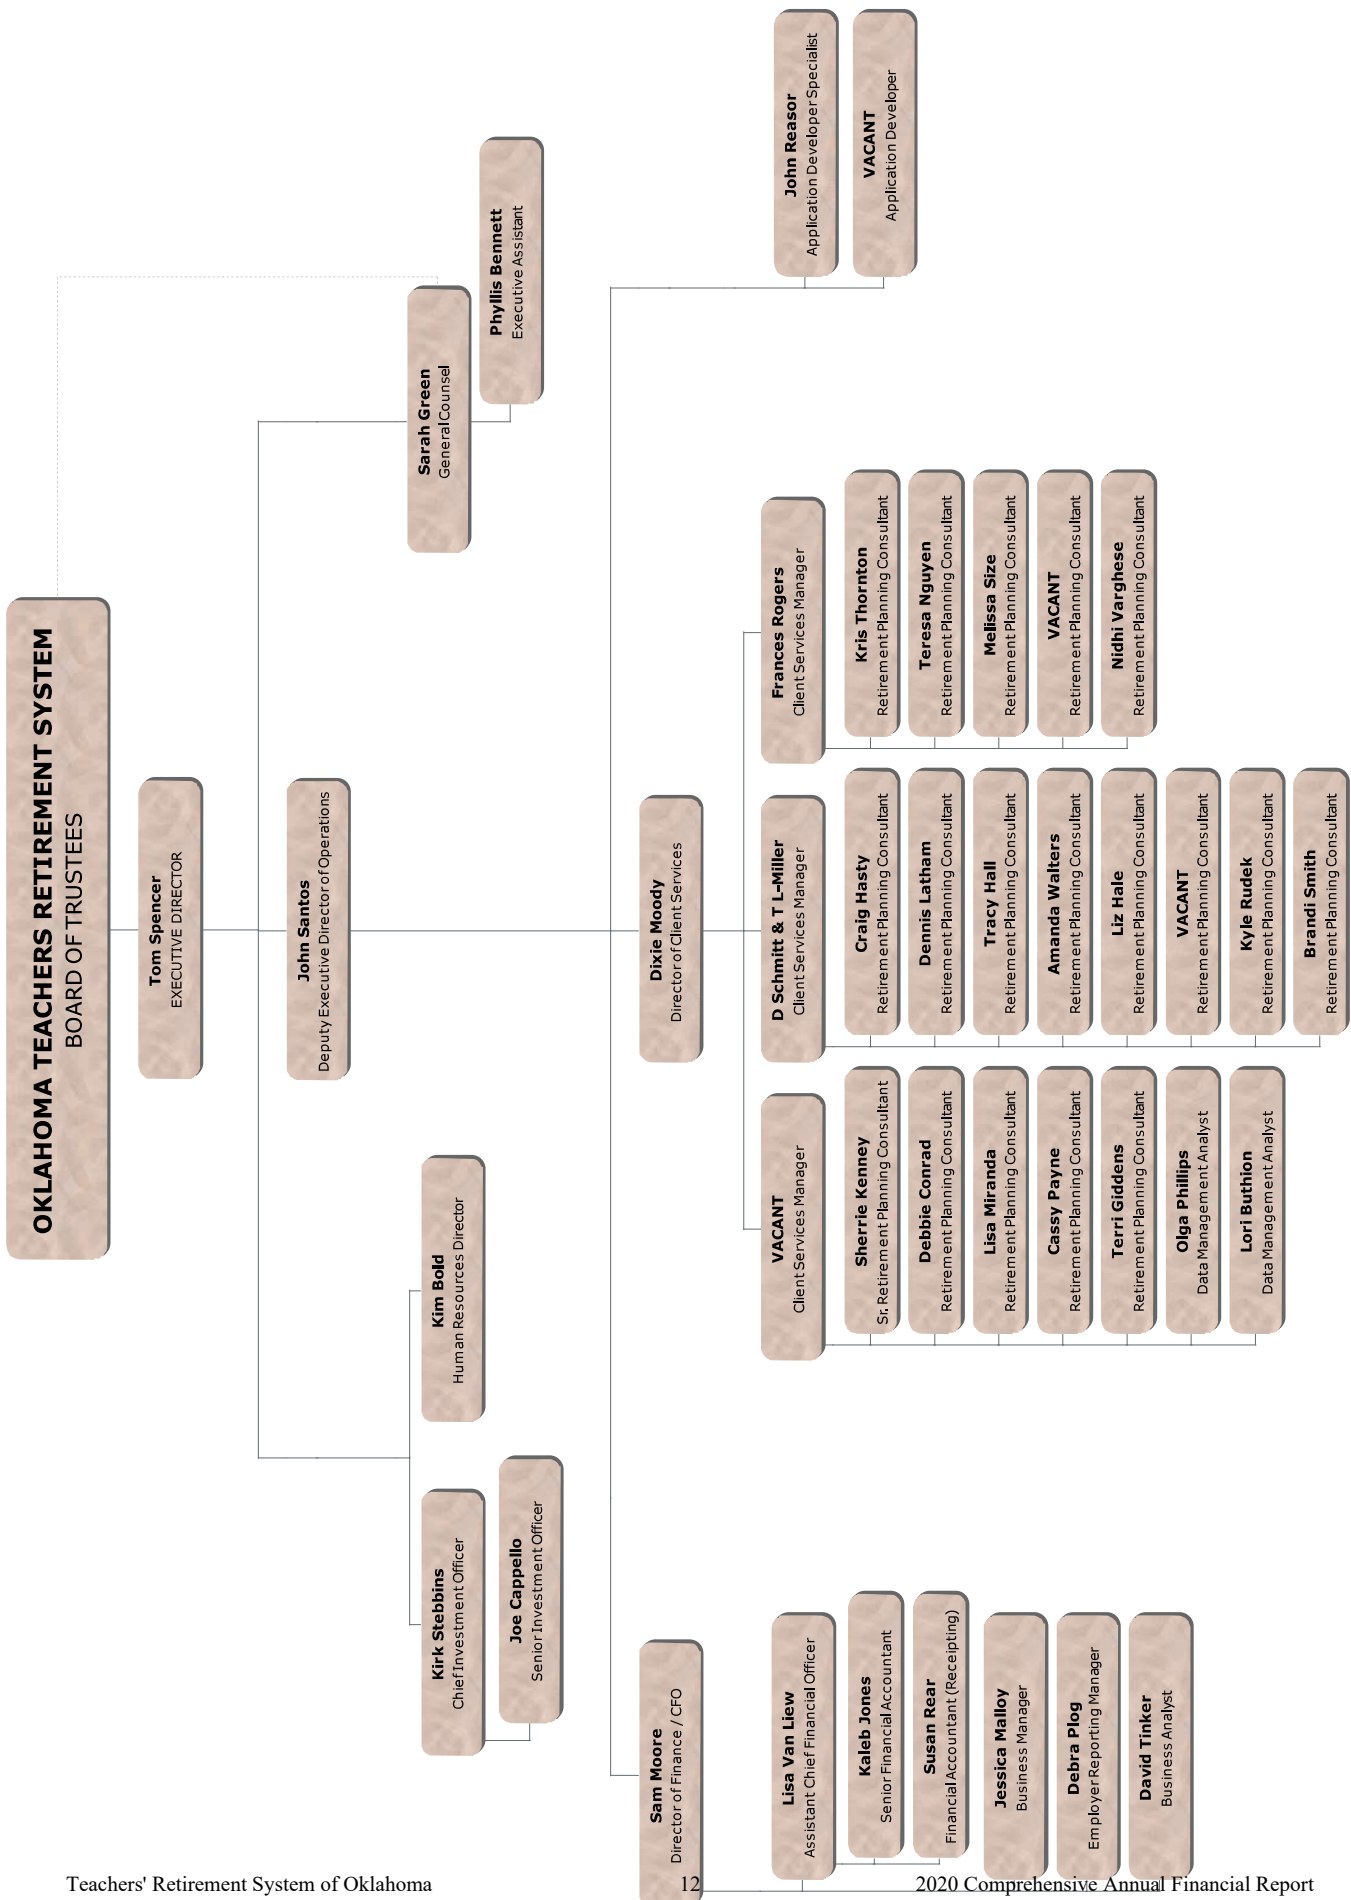 OKLAHOMA TEACHERS RETIREMENT SYSTEM
BOARD OF TRUSTEES
Tom Spencer
EXECUTIVE DIRECTOR
John Santos
Deputy Executive Director of Operations
Kirk Stebbins
Chief Investment Officer
Joe Cappello
Senior Investment Officer
Kim Bold
Human Resources Director
Sarah Green
General Counsel
Phyllis Bennett
Executive Assistant
Sam Moore
Director of Finance / CFO
Lisa Van Liew
Assistant Chief Financial Officer
Kaleb Jones
Senior Financial Accountant
Susan Rear
Financial Accountant (Receipting)
Jessica Malloy
Business Manager
Debra Plog
Employer Reporting Manager
David Tinker
Business Analyst
Dixie Moody
Director of Client Services
VACANT
Client Services Manager
Sherrie Kenney
Sr. Retirement Planning Consultant
Debbie Conrad
Retirement Planning Consultant
Lisa Miranda
Retirement Planning Consultant
Cassy Payne
Retirement Planning Consultant
Terri Giddens
Retirement Planning Consultant
Olga Phillips
Data Management Analyst
Lori Buthion
Data Management Analyst
D Schmitt & T L-Miller
Client Services Manager
Craig Hasty
Retirement Planning Consultant
Dennis Latham
Retirement Planning Consultant
Tracy Hall
Retirement Planning Consultant
Amanda Walters
Retirement Planning Consultant
Liz Hale
Retirement Planning Consultant
VACANT
Retirement Planning Consultant
Kyle Rudek
Retirement Planning Consultant
Brandi Smith
Retirement Planning Consultant
Frances Rogers
Client Services Manager
Kris Thornton
Retirement Planning Consultant
Teresa Nguyen
Retirement Planning Consultant
Melissa Size
Retirement Planning Consultant
VACANT
Retirement Planning Consultant
Nidhi Varghese
Retirement Planning Consultant
John Reasor
Application Developer Specialist
VACANT
Application Developer
Teachers' Retirement System of Oklahoma
12
2020 Comprehensive Annual Financial Report